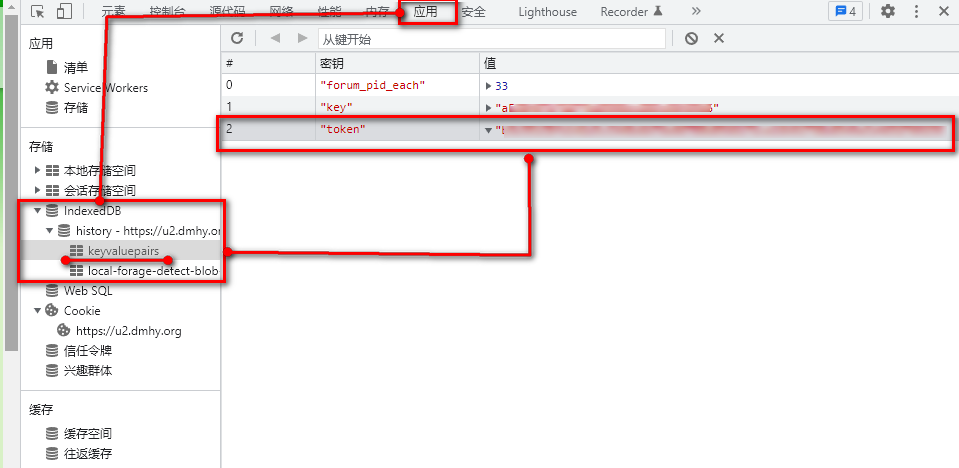 元素 控制台 源代码 网络 性能 内存 应用 安全 Lighthouse Recorder 4
应用
清单
Service Workers
存储
存储
本地存储空间
会话存储空间
IndexedDB
history - https://u2.dmhy.or
keyvaluepairs
local-forage-detect-blob-
Web SQL
Cookie
https://u2.dmhy.org
信任令牌
兴趣群体
缓存
缓存空间
往返缓存
从键开始
# 密钥 值
0 "forum_pid_each" 33
1 "key"
2 "token"